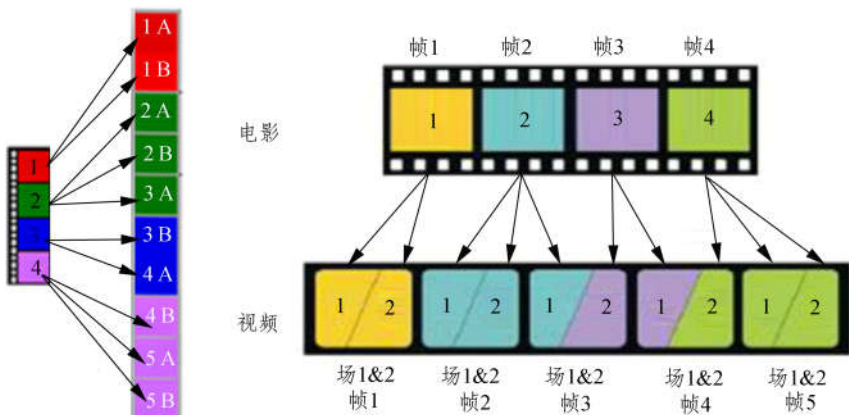 1 A
1 B
2 A
2 B
3 A
3 B
4 A
4 B
5 A
5 B
1
2
3
4
帧1 帧2 帧3 帧4
电影
1 2 3 4
视频
1 2 1 2 1 2 1 2 1 2
场1&2 场1&2 场1&2 场1&2 场1&2
帧1 帧2 帧3 帧4 帧5